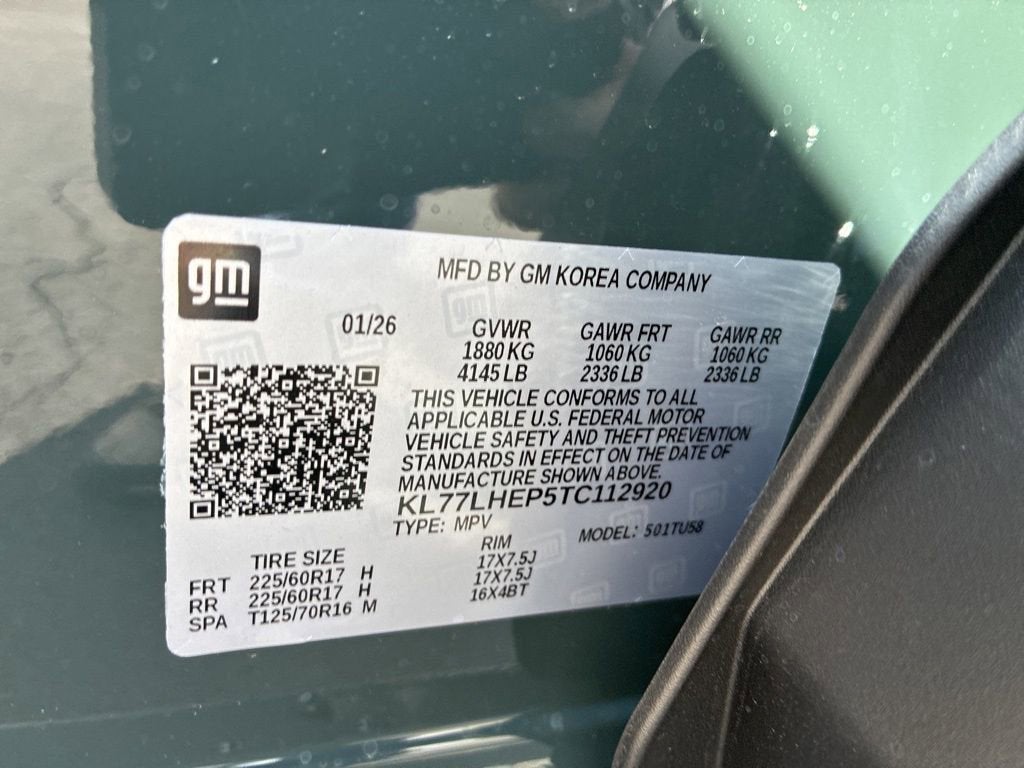 gm
MFD BY GM KOREA COMPANY
01/26
GVWR GAWR FRT GAWR RR
1880 KG 1060 KG 1060 KG
4145 LB 2336 LB 2336 LB
THIS VEHICLE CONFORMS TO ALL
APPLICABLE U.S. FEDERAL MOTOR
VEHICLE SAFETY AND THEFT PREVENTION
STANDARDS IN EFFECT ON THE DATE OF
MANUFACTURE SHOWN ABOVE.
KL77LHEP5TC112920
TYPE: MPV MODEL: 501TU58
TIRE SIZE RIM
FRT 225/60R17 H 17X7.5J
RR 225/60R17 H 17X7.5J
SPA T125/70R16 M 16X4BT